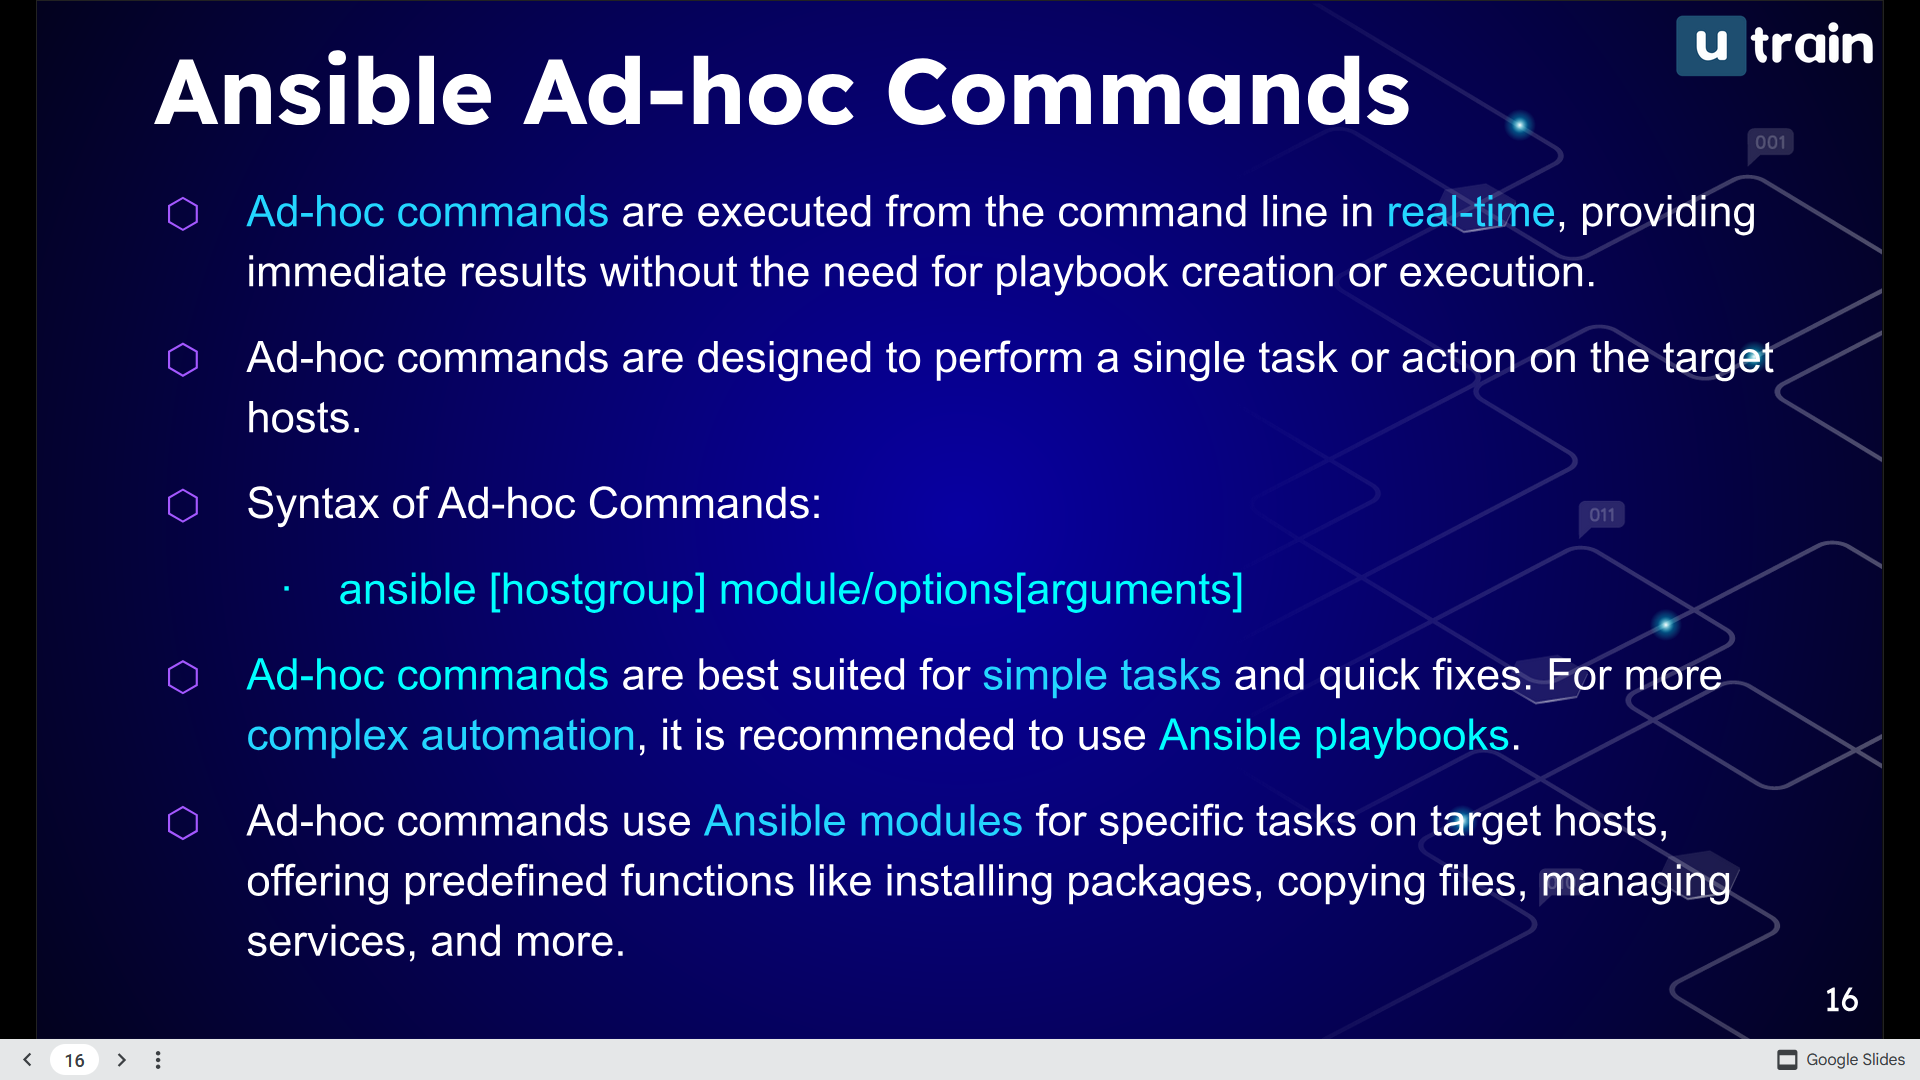 u train
Ansible Ad-hoc Commands
001
Ad-hoc commands are executed from the command line in real-time, providing
immediate results without the need for playbook creation or execution.
Ad-hoc commands are designed to perform a single task or action on the target
hosts.
Syntax of Ad-hoc Commands:
011
· ansible [hostgroup] module/options[arguments]
Ad-hoc commands are best suited for simple tasks and quick fixes. For more
complex automation, it is recommended to use Ansible playbooks.
Ad-hoc commands use Ansible modules for specific tasks on target hosts,
offering predefined functions like installing packages, copying files, managing
services, and more.
16
16
Google Slides